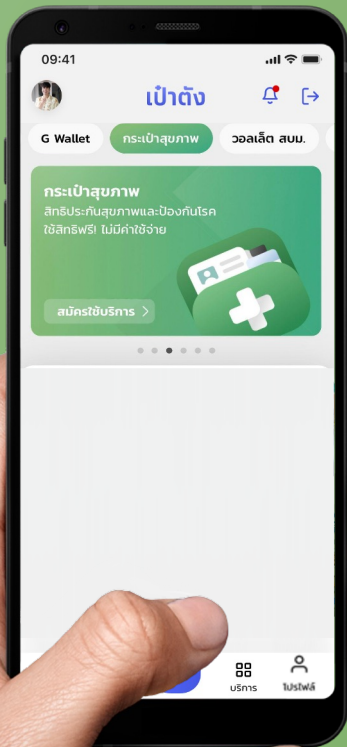 09:41
เป๋าตัง
G Wallet
กระเป๋าสุขภาพ
วอลเล็ต สบม.
กระเป๋าสุขภาพ
สิทธิประกันสุขภาพและป้องกันโรค
ใช้สิทธิฟรี! ไม่มีค่าใช้จ่าย
สมัครใช้บริการ >
บริการ
โปรไฟล์